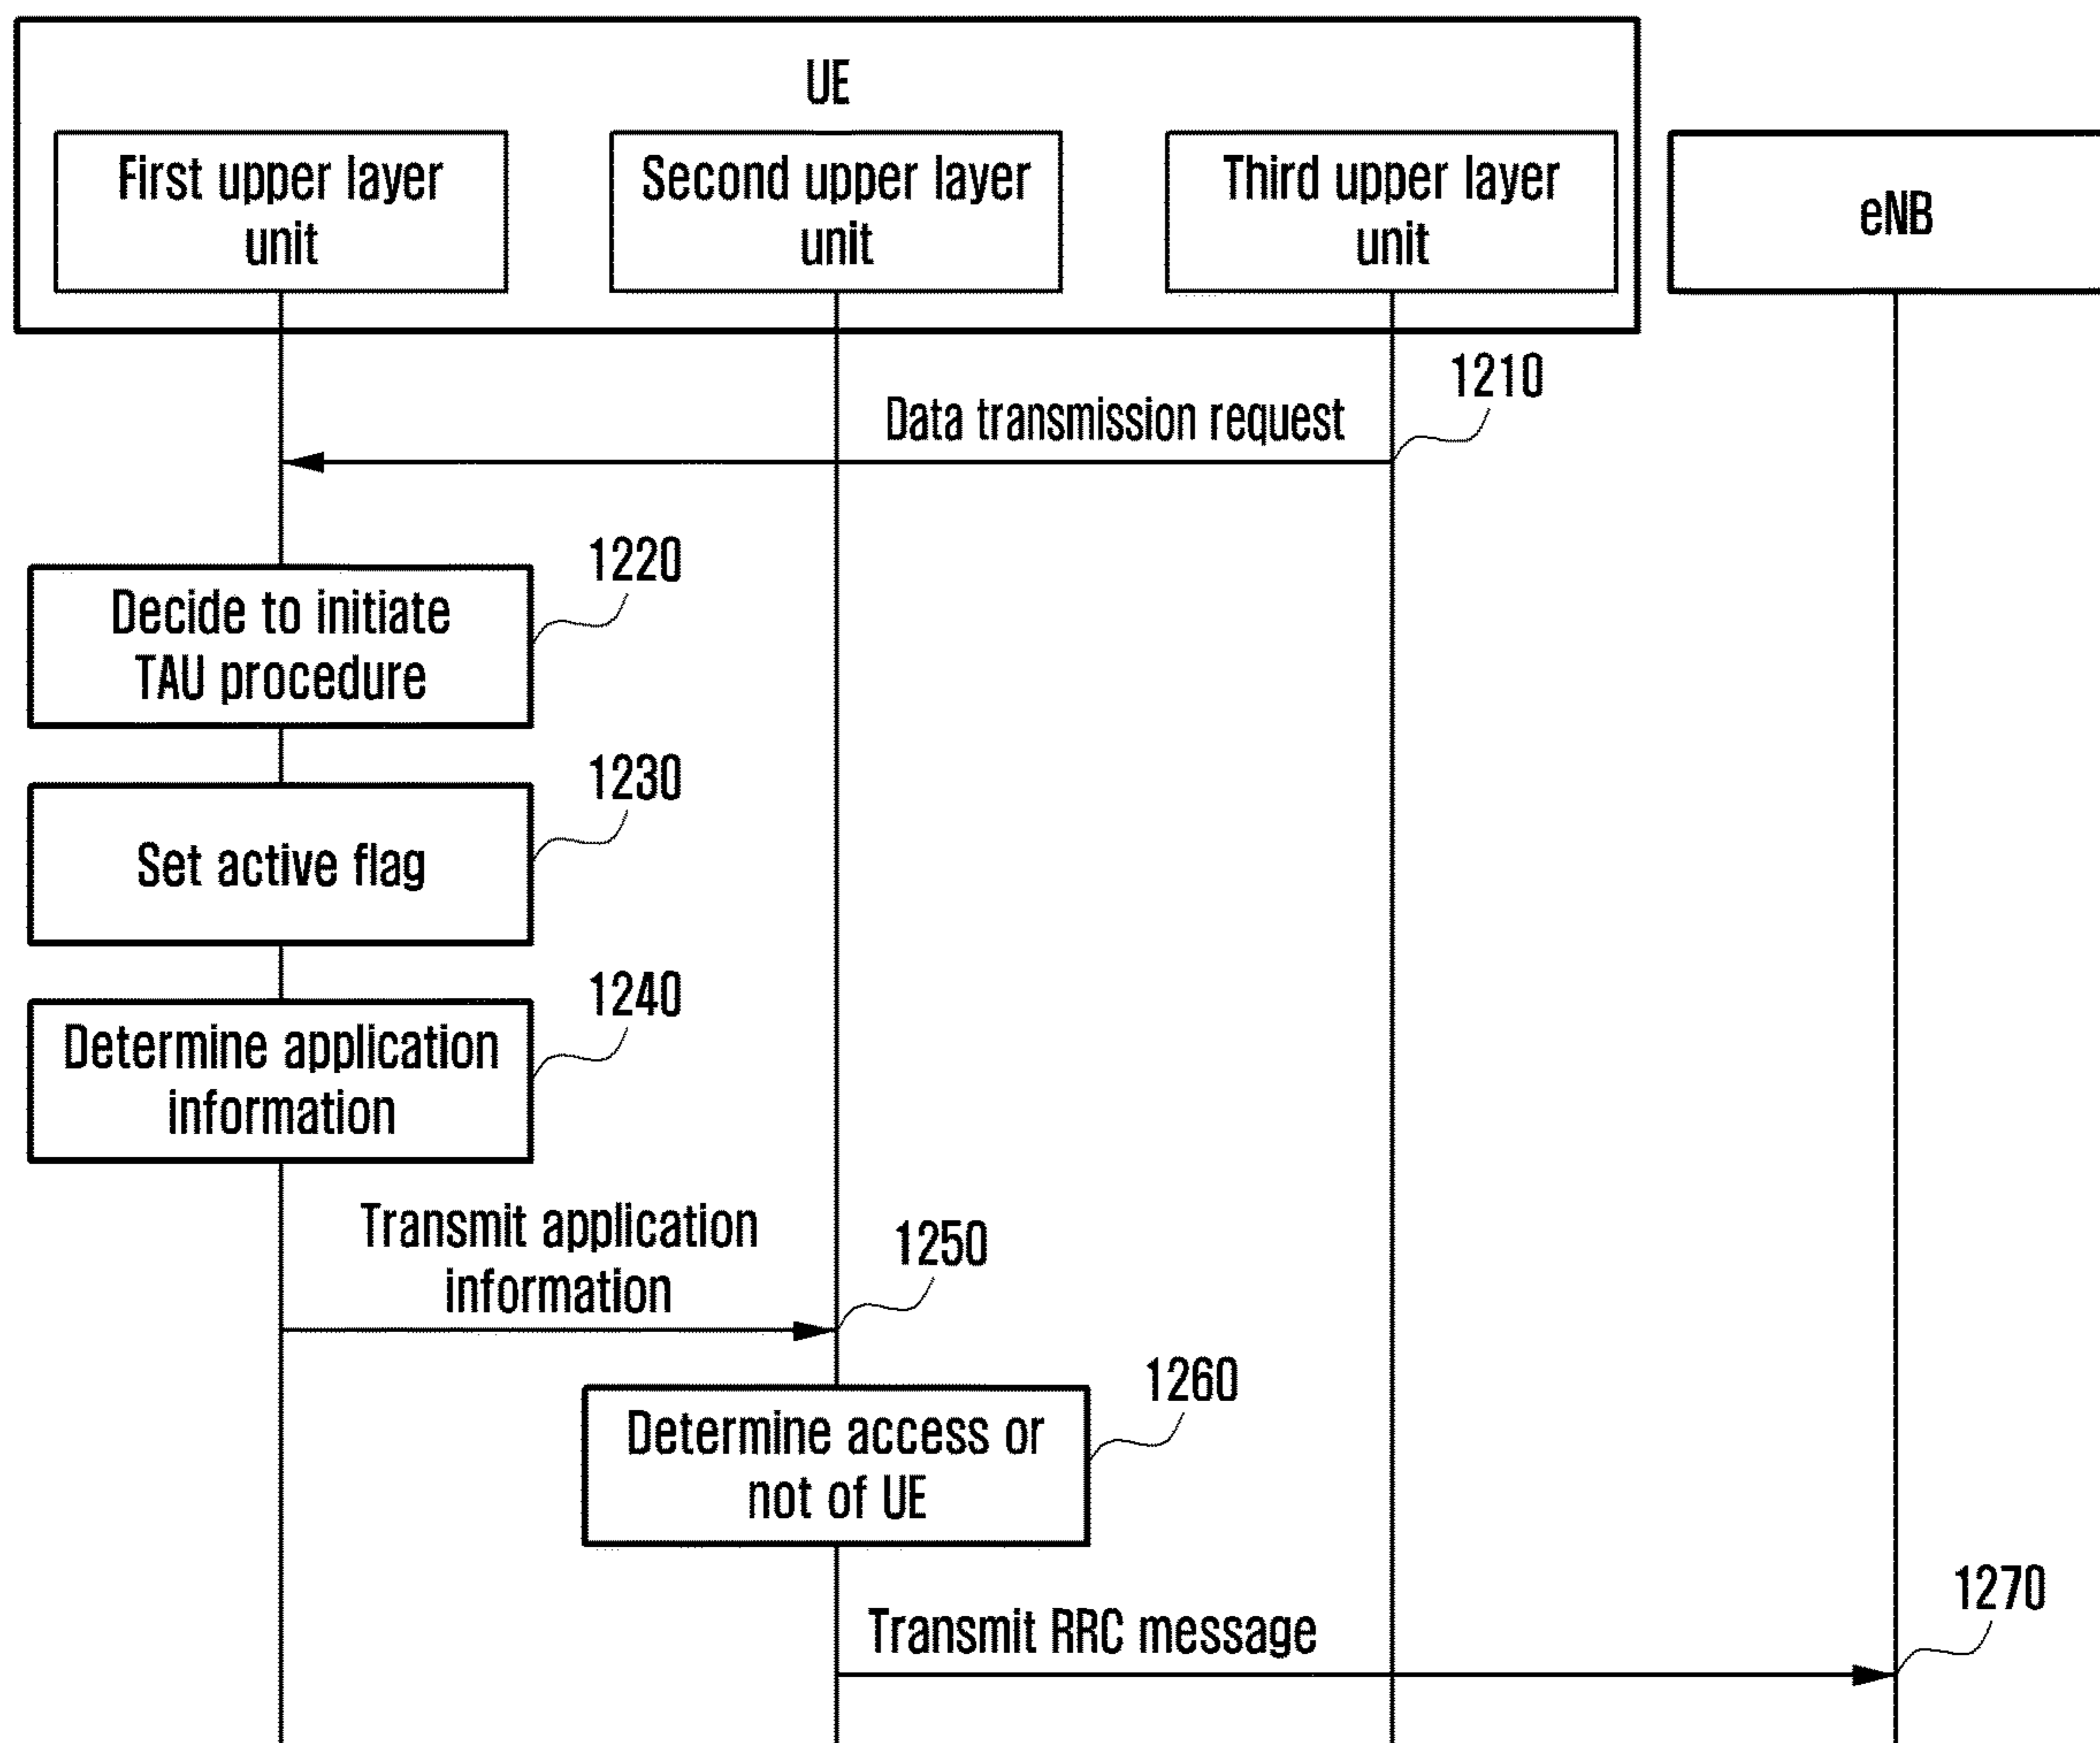 UE
First upper layer
unit
Second upper layer
unit
Third upper layer
unit
eNB
1210
Data transmission request
1220
Decide to initiate
TAU procedure
1230
Set active flag
1240
Determine application
information
Transmit application
information
1250
1260
Determine access or
not of UE
1270
Transmit RRC message